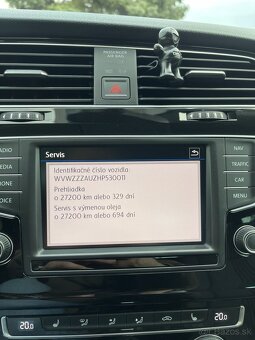 PASSENGER
AIR BAG
Servis
Identifikačné číslo vozidla:
WVWZZZAUZHP530011
Prehliadka
o 27200 km alebo 329 dní
Servis s výmenou oleja
o 27200 km alebo 694 dní
RADIO
MEDIA
PHONE
VOICE
NAV
TRAFFIC
CAR
MENU
20.0
20.0